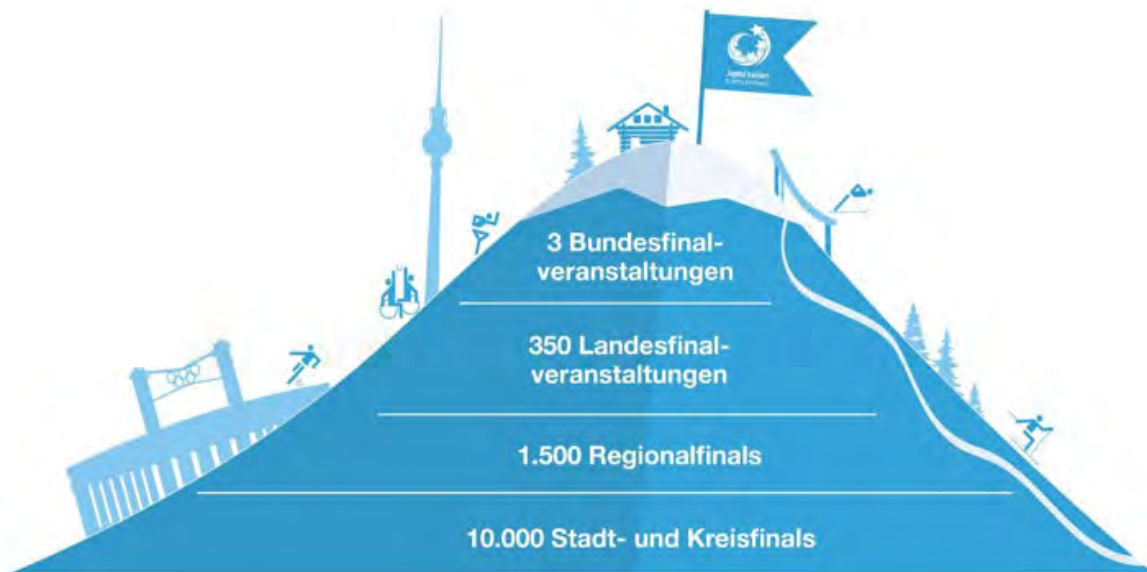 3 Bundesfinal-
veranstaltungen
350 Landesfinal-
veranstaltungen
1.500 Regionalfinals
10.000 Stadt- und Kreisfinals